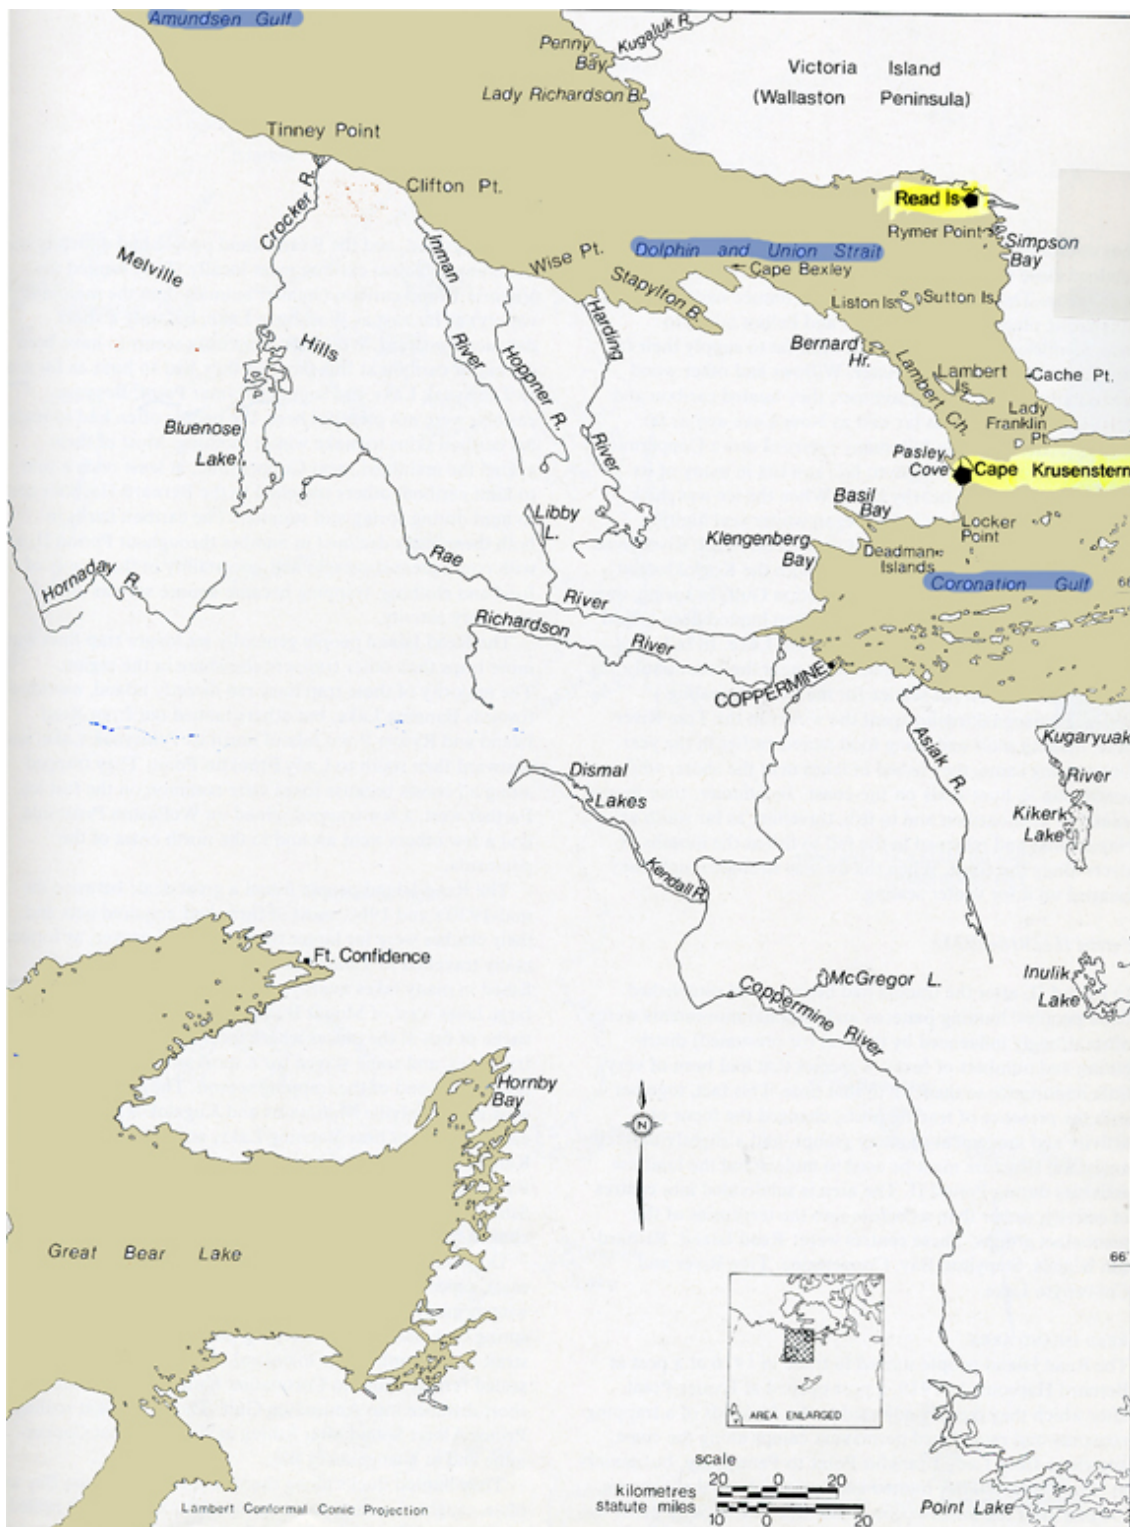 Amundsen Gulf
Penny
Bay
Kugaluk R.
Lady Richardson B.
Victoria Island
(Wallaston Peninsula)
Tinney Point
Clifton Pt.
Crocker R.
Read Is
Rymer Point
Simpson
Bay
Dolphin and Union Strait
Cape Bexley
Melville
Hills
Inman
River
Wise Pt.
Stapylton B.
Liston Is.
Sutton Is.
Harding
River
Hoppner R.
Bernard
Hr.
Lambert Ch.
Lambert
Is.
Cache Pt.
Lady
Franklin
Pt.
Bluenose
Lake
Pasley
Cove
Cape Krusenstern
Basil
Bay
Libby
L.
Locker
Point
Klengenberg
Bay
Deadman
Islands
Coronation Gulf
Hornaday R.
Rae
River
Richardson
River
COPPERMINE
Asiak R.
Kugaryuak
River
Kikerk
Lake
Dismal
Lakes
Kendall R.
Ft. Confidence
McGregor L.
Inulik
Lake
Coppermine River
Hornby
Bay
N
Great Bear Lake
66°
AREA ENLARGED
scale
kilometres
20 0 20
statute miles
10 0 20
Lambert Conformal Conic Projection
Point Lake